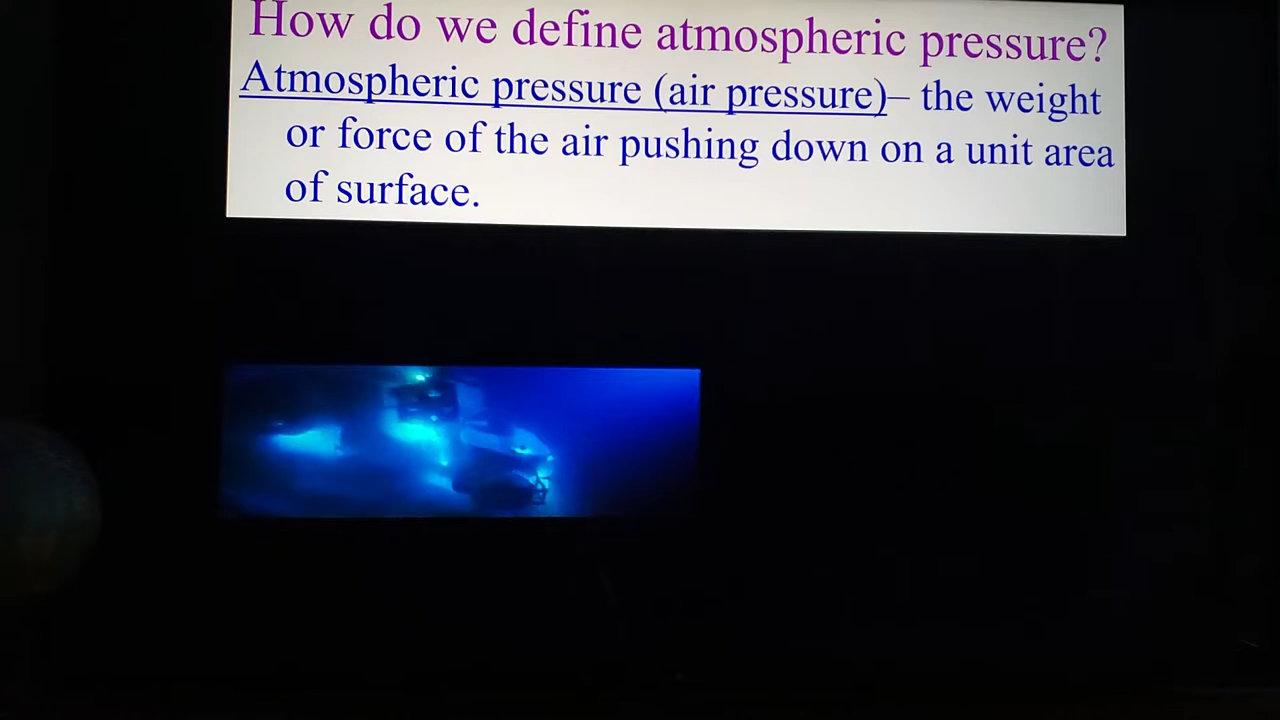 How do we define atmospheric pressure?
Atmospheric pressure (air pressure)– the weight
or force of the air pushing down on a unit area
of surface.